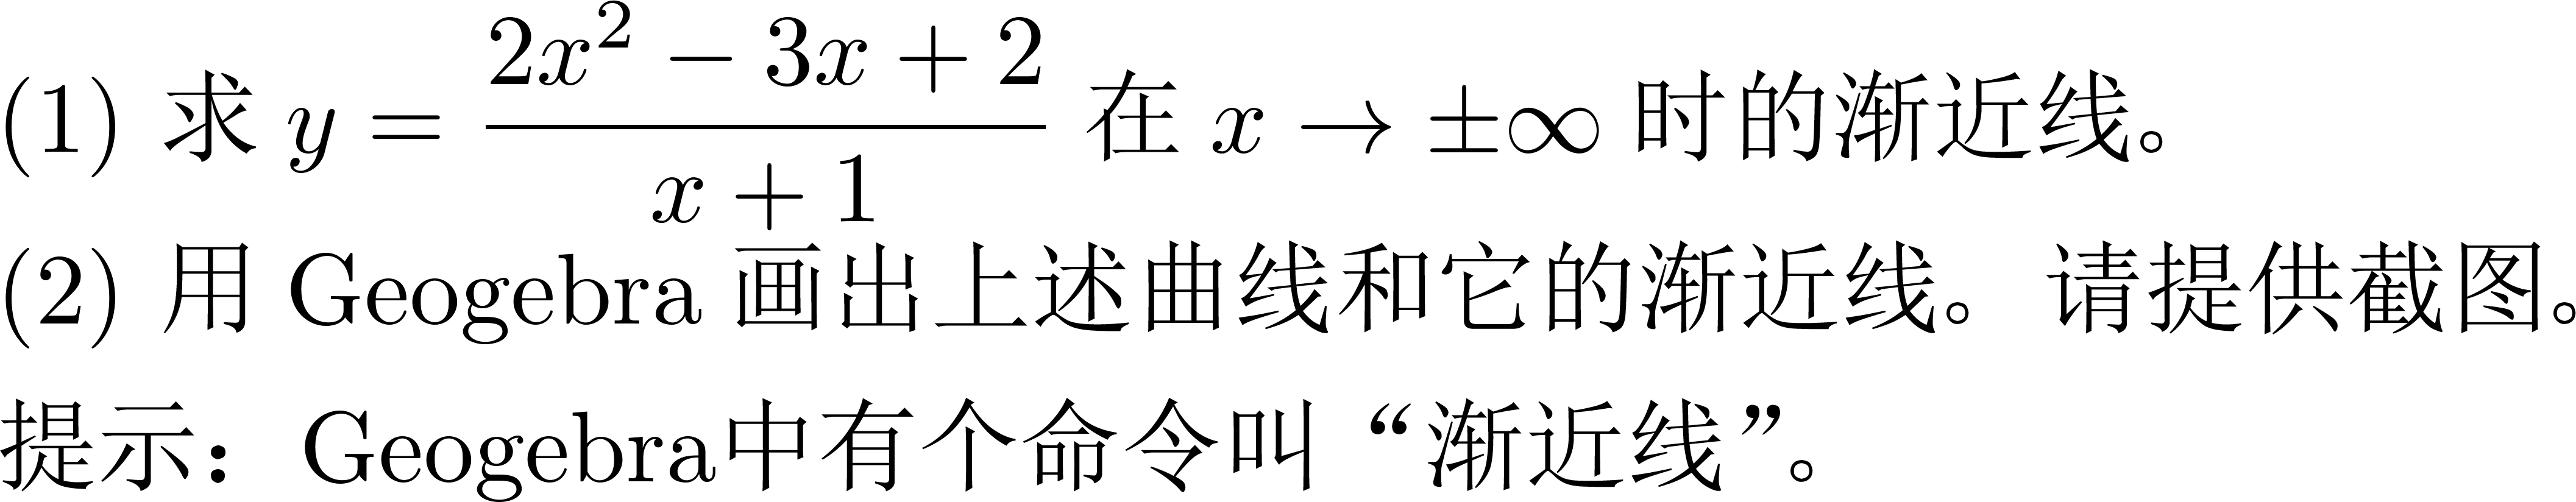 (1) 求 y = \frac{2x^2 - 3x + 2}{x + 1} 在 x → ±∞ 时的渐近线。
(2) 用 Geogebra 画出上述曲线和它的渐近线。请提供截图。
提示：Geogebra中有个命令叫“渐近线”。